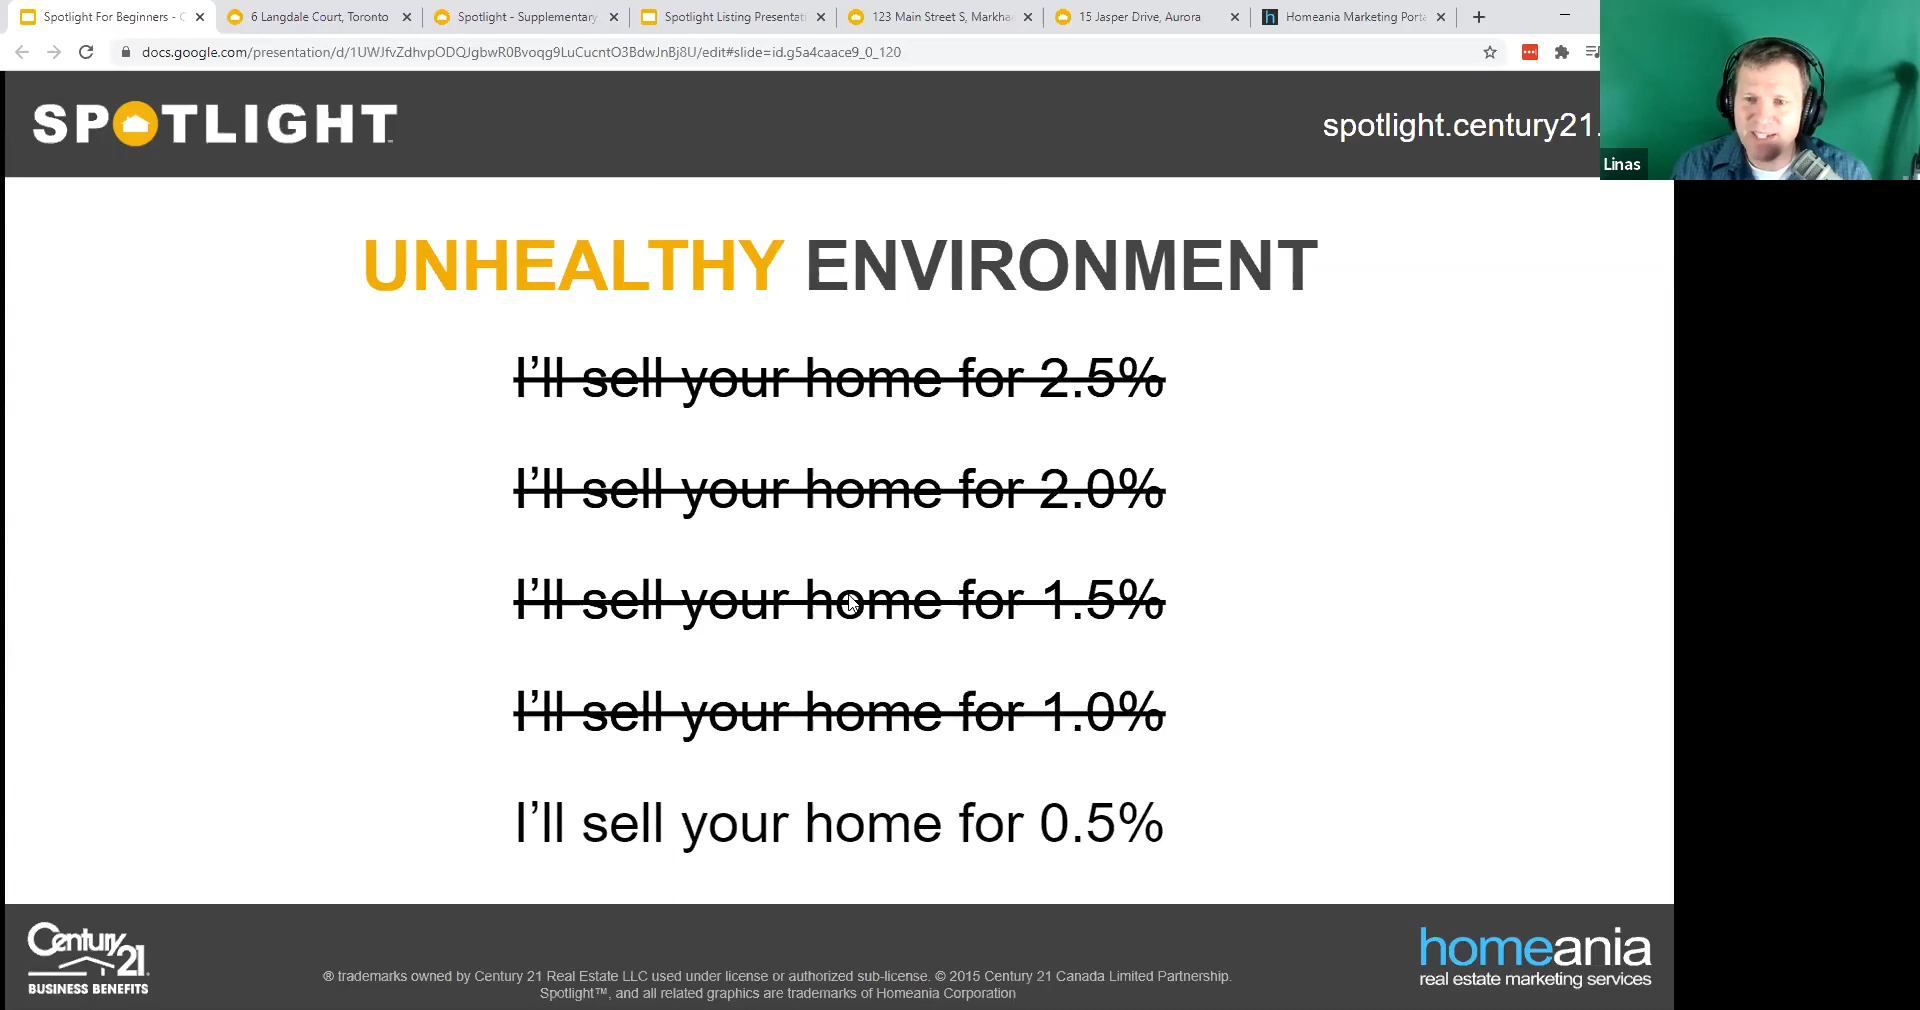 Spotlight For Beginners - C
6 Langdale Court, Toronto
Spotlight - Supplementary
Spotlight Listing Presentati
123 Main Street S, Markha
15 Jasper Drive, Aurora
Homeania Marketing Porta
docs.google.com/presentation/d/1UWJfvZdhvpODQJgbwR0Bvoqg9LuCucntO3BdwJnBj8U/edit#slide=id.g5a4caace9_0_120
SPOTLIGHT
spotlight.century21.
Linas
UNHEALTHY ENVIRONMENT
I’ll sell your home for 2.5%
I’ll sell your home for 2.0%
I’ll sell your home for 1.5%
I’ll sell your home for 1.0%
I’ll sell your home for 0.5%
Century 21
BUSINESS BENEFITS
® trademarks owned by Century 21 Real Estate LLC used under license or authorized sub-license. © 2015 Century 21 Canada Limited Partnership.
Spotlight™, and all related graphics are trademarks of Homeania Corporation
homeania
real estate marketing services